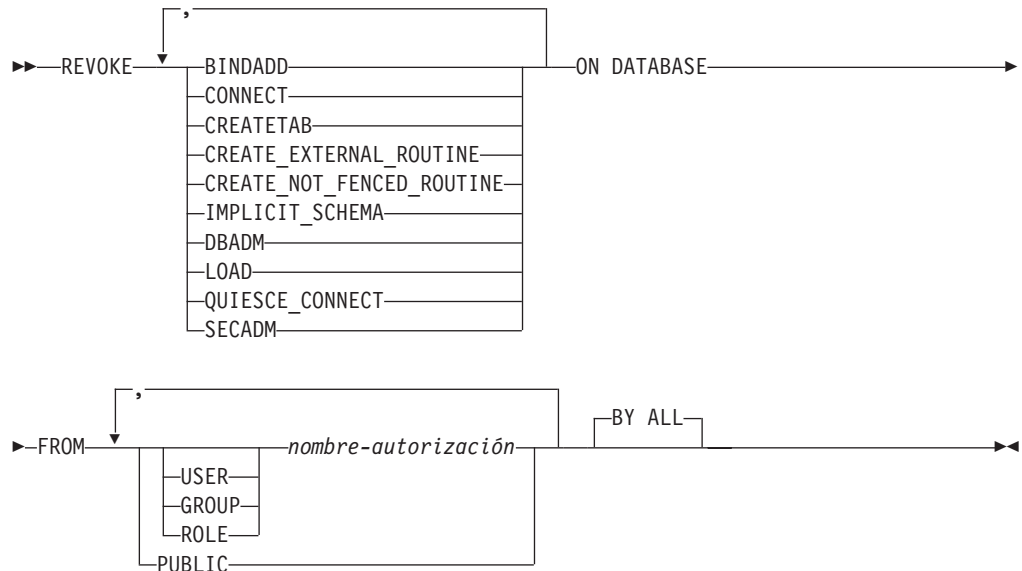 ,
REVOKE BINDADD ON DATABASE
CONNECT
CREATETAB
CREATE_EXTERNAL_ROUTINE
CREATE_NOT_FENCED_ROUTINE
IMPLICIT_SCHEMA
DBADM
LOAD
QUIESCE_CONNECT
SECADM
,
BY ALL
FROM nombre-autorización
USER
GROUP
ROLE
PUBLIC